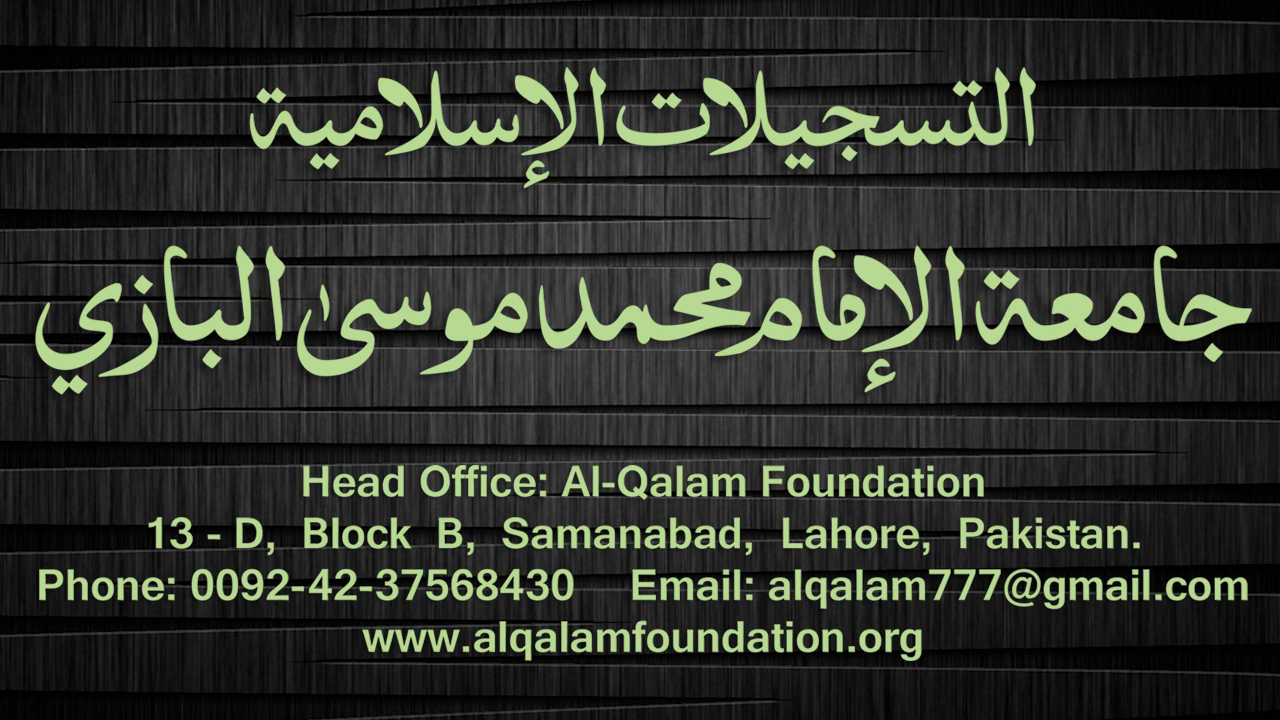 التسجيلات الإسلامية
جامعة الإمام محمد موسىٰ البازي
Head Office: Al-Qalam Foundation
13 - D, Block B, Samanabad, Lahore, Pakistan.
Phone: 0092-42-37568430 Email: alqalam777@gmail.com
www.alqalamfoundation.org